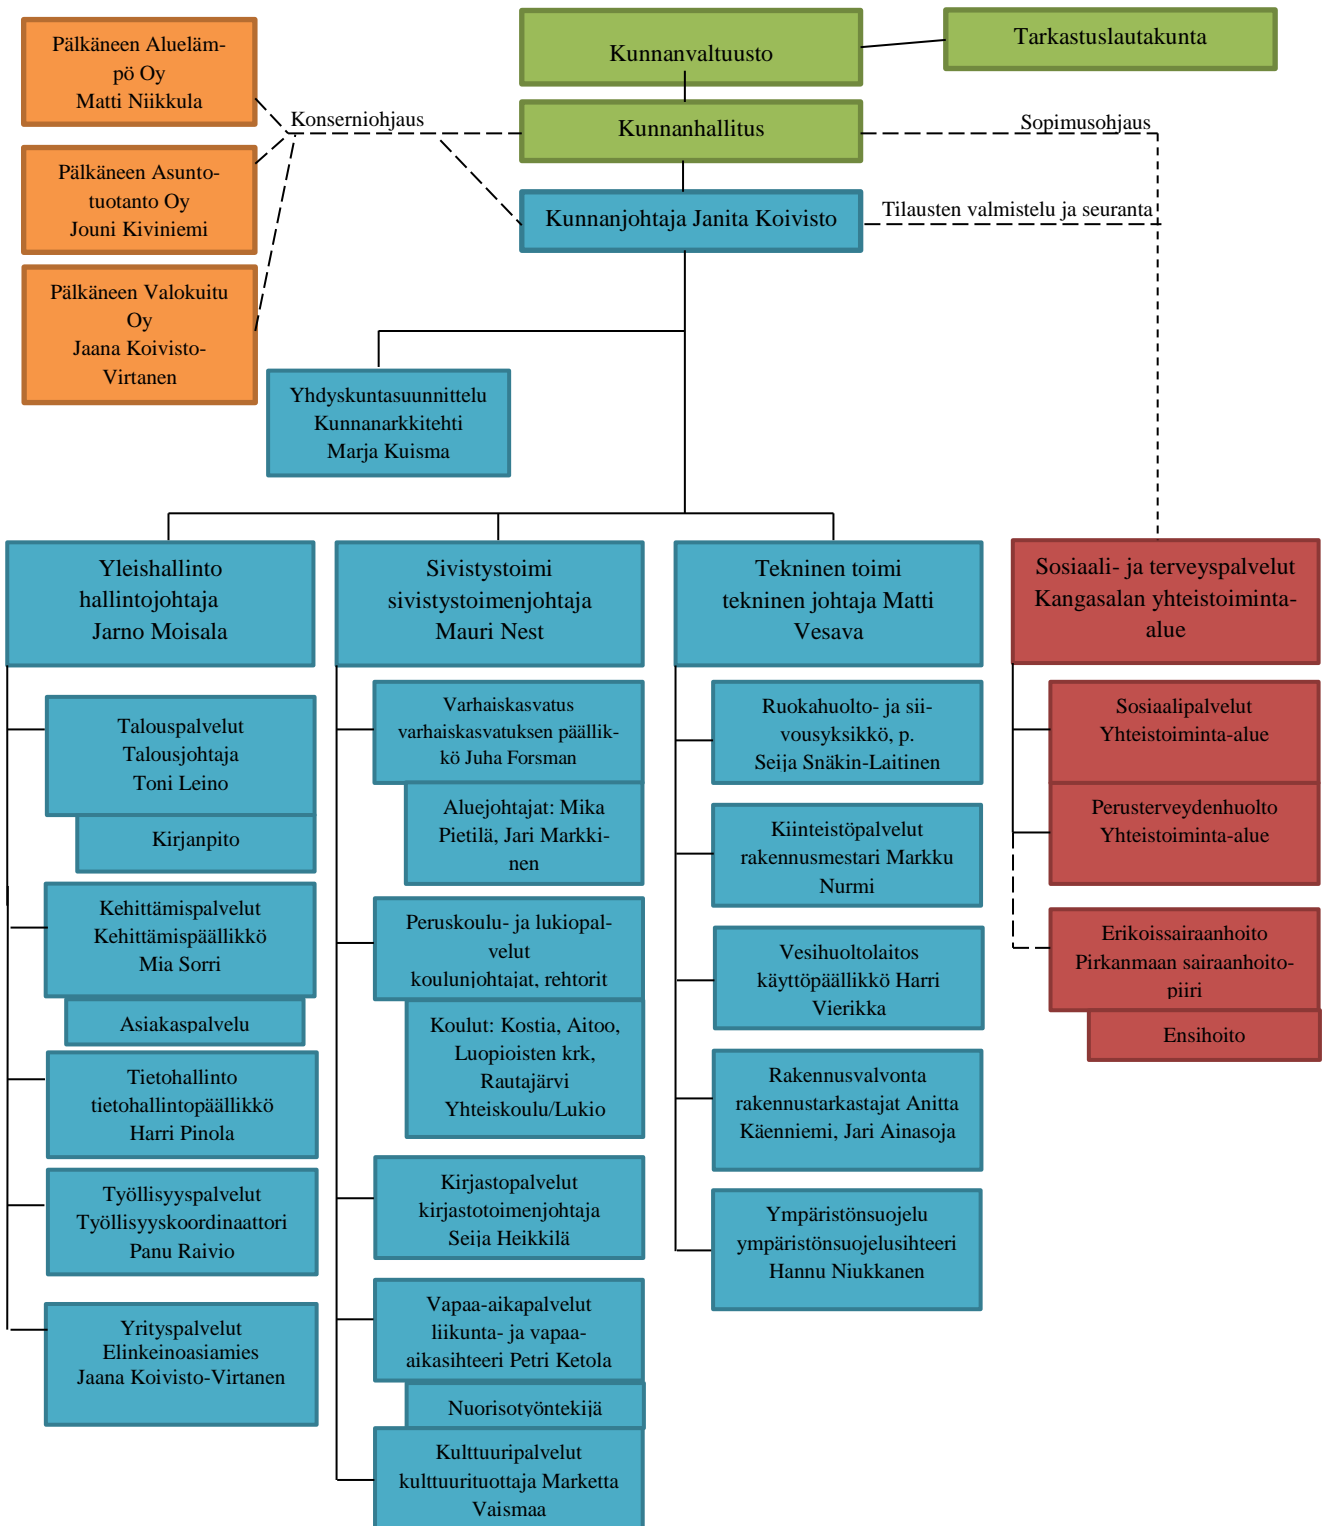 Pälkäneen Alueläm-
pö Oy
Matti Niikkula
Kunnanvaltuusto
Tarkastuslautakunta
Konserniohjaus
Kunnanhallitus
Sopimusohjaus
Pälkäneen Asunto-
tuotanto Oy
Jouni Kiviniemi
Kunnanjohtaja Janita Koivisto
Tilausten valmistelu ja seuranta
Pälkäneen Valokuitu
Oy
Jaana Koivisto-
Virtanen
Yhdyskuntasuunnittelu
Kunnanarkkitehti
Marja Kuisma
Yleishallinto
hallintojohtaja
Jarno Moisala
Talouspalvelut
Talousjohtaja
Toni Leino
Kirjanpito
Kehittämispalvelut
Kehittämispäällikkö
Mia Sorri
Asiakaspalvelu
Tietohallinto
tietohallintopäällikkö
Harri Pinola
Työllisyyspalvelut
Työllisyyskoordinaattori
Panu Raivio
Yrityspalvelut
Elinkeinoasiamies
Jaana Koivisto-Virtanen
Sivistystoimi
sivistystoimenjohtaja
Mauri Nest
Varhaiskasvatus
varhaiskasvatuksen päällik-
kö Juha Forsman
Aluejohtajat: Mika
Pietilä, Jari Markki-
nen
Peruskoulu- ja lukiopal-
velut
koulunjohtajat, rehtorit
Koulut: Kostia, Aitoo,
Luopioisten krk,
Rautajärvi
Yhteiskoulu/Lukio
Kirjastopalvelut
kirjastotoimenjohtaja
Seija Heikkilä
Vapaa-aikapalvelut
liikunta- ja vapaa-
aikasihteeri Petri Ketola
Nuorisotyöntekijä
Kulttuuripalvelut
kulttuurituottaja Marketta
Vaismaa
Tekninen toimi
tekninen johtaja Matti
Vesava
Ruokahuolto- ja sii-
vousyksikkö, p.
Seija Snäkin-Laitinen
Kiinteistöpalvelut
rakennusmestari Markku
Nurmi
Vesihuoltolaitos
käyttöpäällikkö Harri
Vierikka
Rakennusvalvonta
rakennustarkastajat Anitta
Käenniemi, Jari Ainasoja
Ympäristönsuojelu
ympäristönsuojelusihteeri
Hannu Niukkanen
Sosiaali- ja terveyspalvelut
Kangasalan yhteistoiminta-
alue
Sosiaalipalvelut
Yhteistoiminta-alue
Perusterveydenhuolto
Yhteistoiminta-alue
Erikoissairaanhoito
Pirkanmaan sairaanhoito-
piiri
Ensihoito